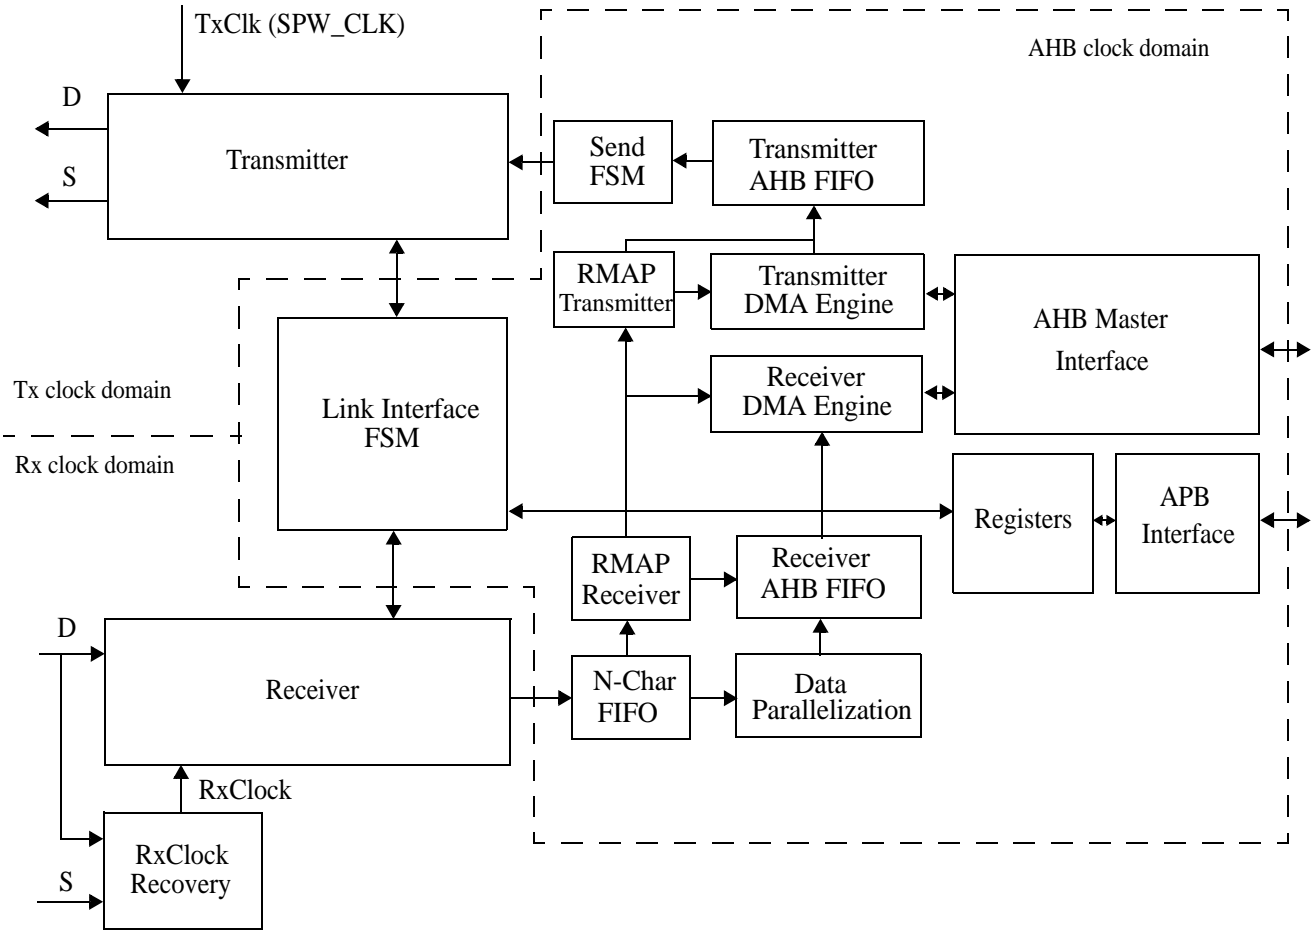 TxClk (SPW_CLK)
AHB clock domain
D
S
Transmitter
Send
FSM
Transmitter
AHB FIFO
RMAP
Transmitter
Transmitter
DMA Engine
AHB Master
Interface
Receiver
DMA Engine
Tx clock domain
Rx clock domain
Link Interface
FSM
Registers
APB
Interface
RMAP
Receiver
Receiver
AHB FIFO
D
Receiver
N-Char
FIFO
Data
Parallelization
RxClock
RxClock
Recovery
S